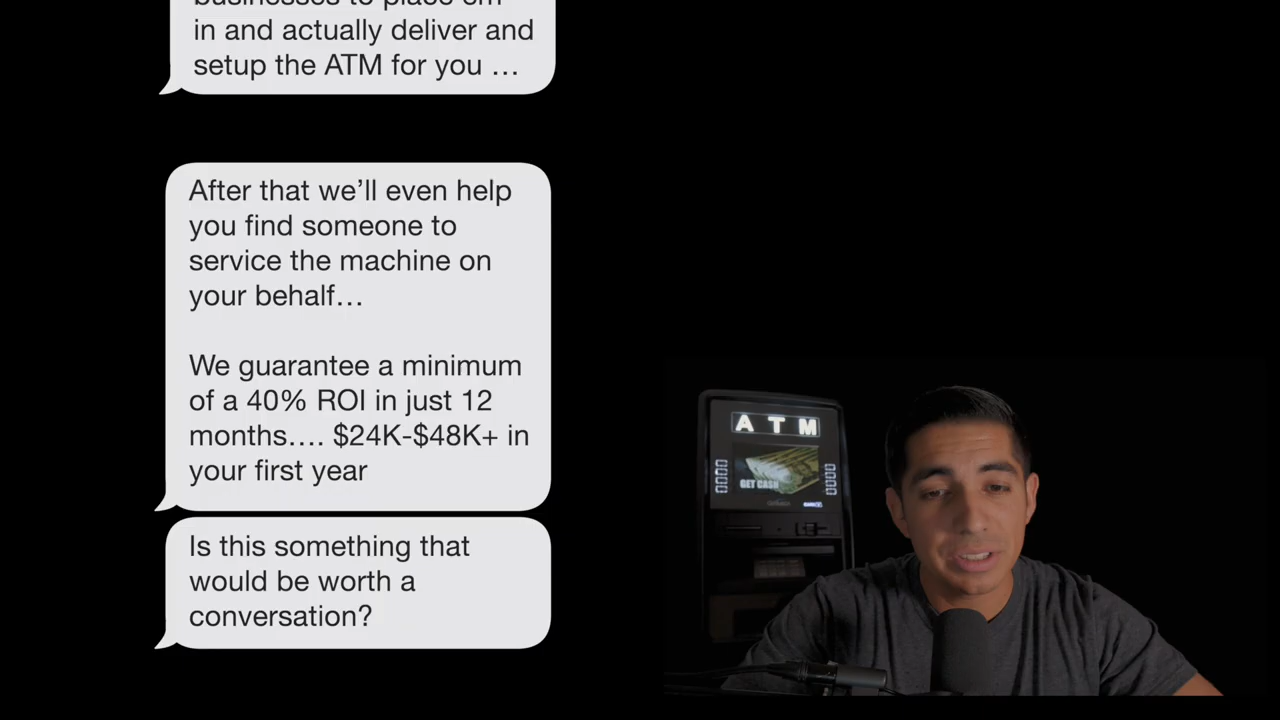 in and actually deliver and
setup the ATM for you …
After that we’ll even help
you find someone to
service the machine on
your behalf…
We guarantee a minimum
of a 40% ROI in just 12
months…. $24K-$48K+ in
your first year
Is this something that
would be worth a
conversation?
ATM
GET CASH